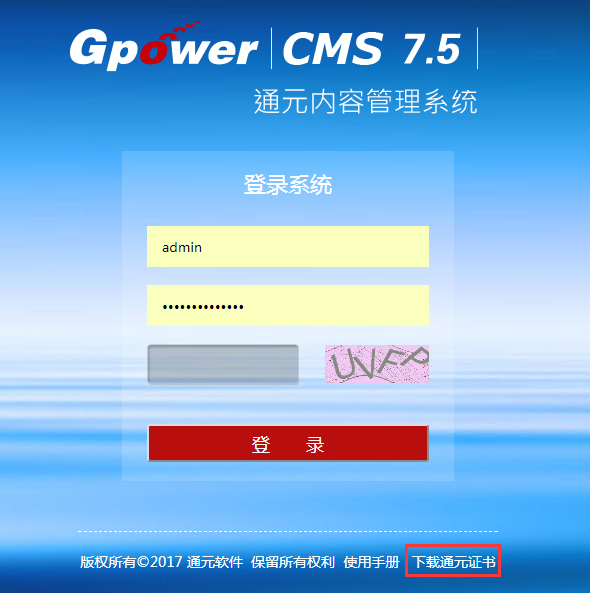 Gpower CMS 7.5
通元内容管理系统
登录系统
admin
••••••••••••••
UVFP
登 录
版权所有©2017 通元软件 保留所有权利 使用手册 下载通元证书